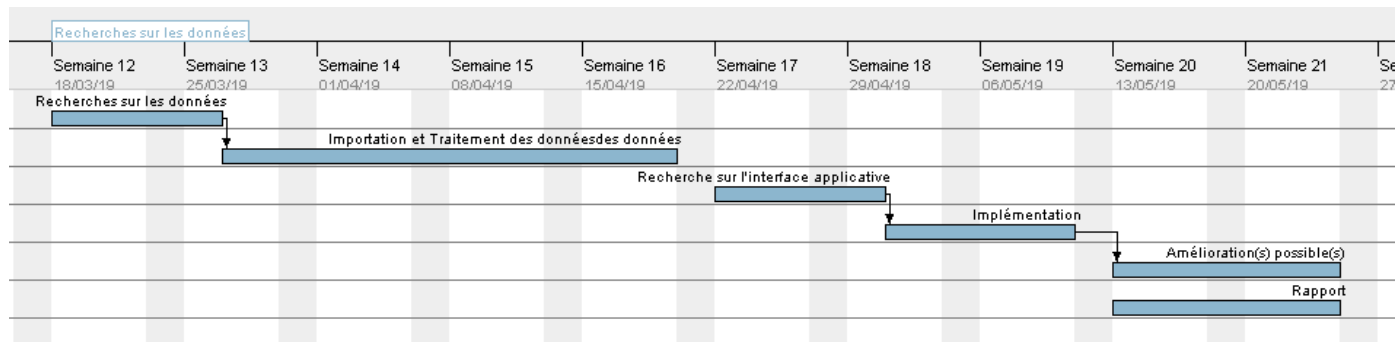 Recherches sur les données
Semaine 12 Semaine 13 Semaine 14 Semaine 15 Semaine 16 Semaine 17 Semaine 18 Semaine 19 Semaine 20 Semaine 21 Se
18/03/19 25/03/19 01/04/19 08/04/19 15/04/19 22/04/19 29/04/19 06/05/19 13/05/19 20/05/19 27
Recherches sur les données
Importation et Traitement des donnéesdes données
Recherche sur l'interface applicative
Implémentation
Amélioration(s) possible(s)
Rapport